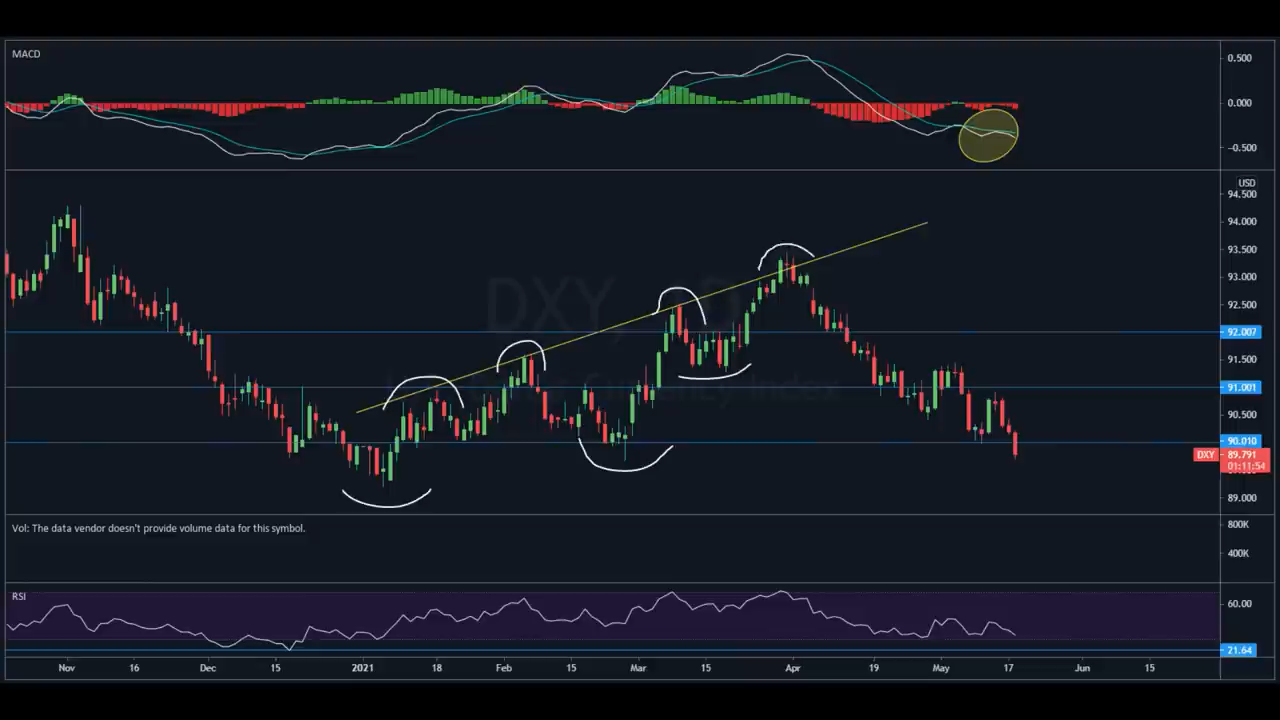 MACD
0.500
0.000
-0.500
USD
94.500
94.000
93.500
93.000
92.500
92.007
91.500
91.001
90.500
90.010
DXY 89.791
01:11:54
89.000
DXY, 1D
Vol: The data vendor doesn't provide volume data for this symbol.
800K
400K
RSI
60.00
21.64
Nov 16 Dec 15 2021 18 Feb 15 Mar 15 Apr 19 May 17 Jun 15